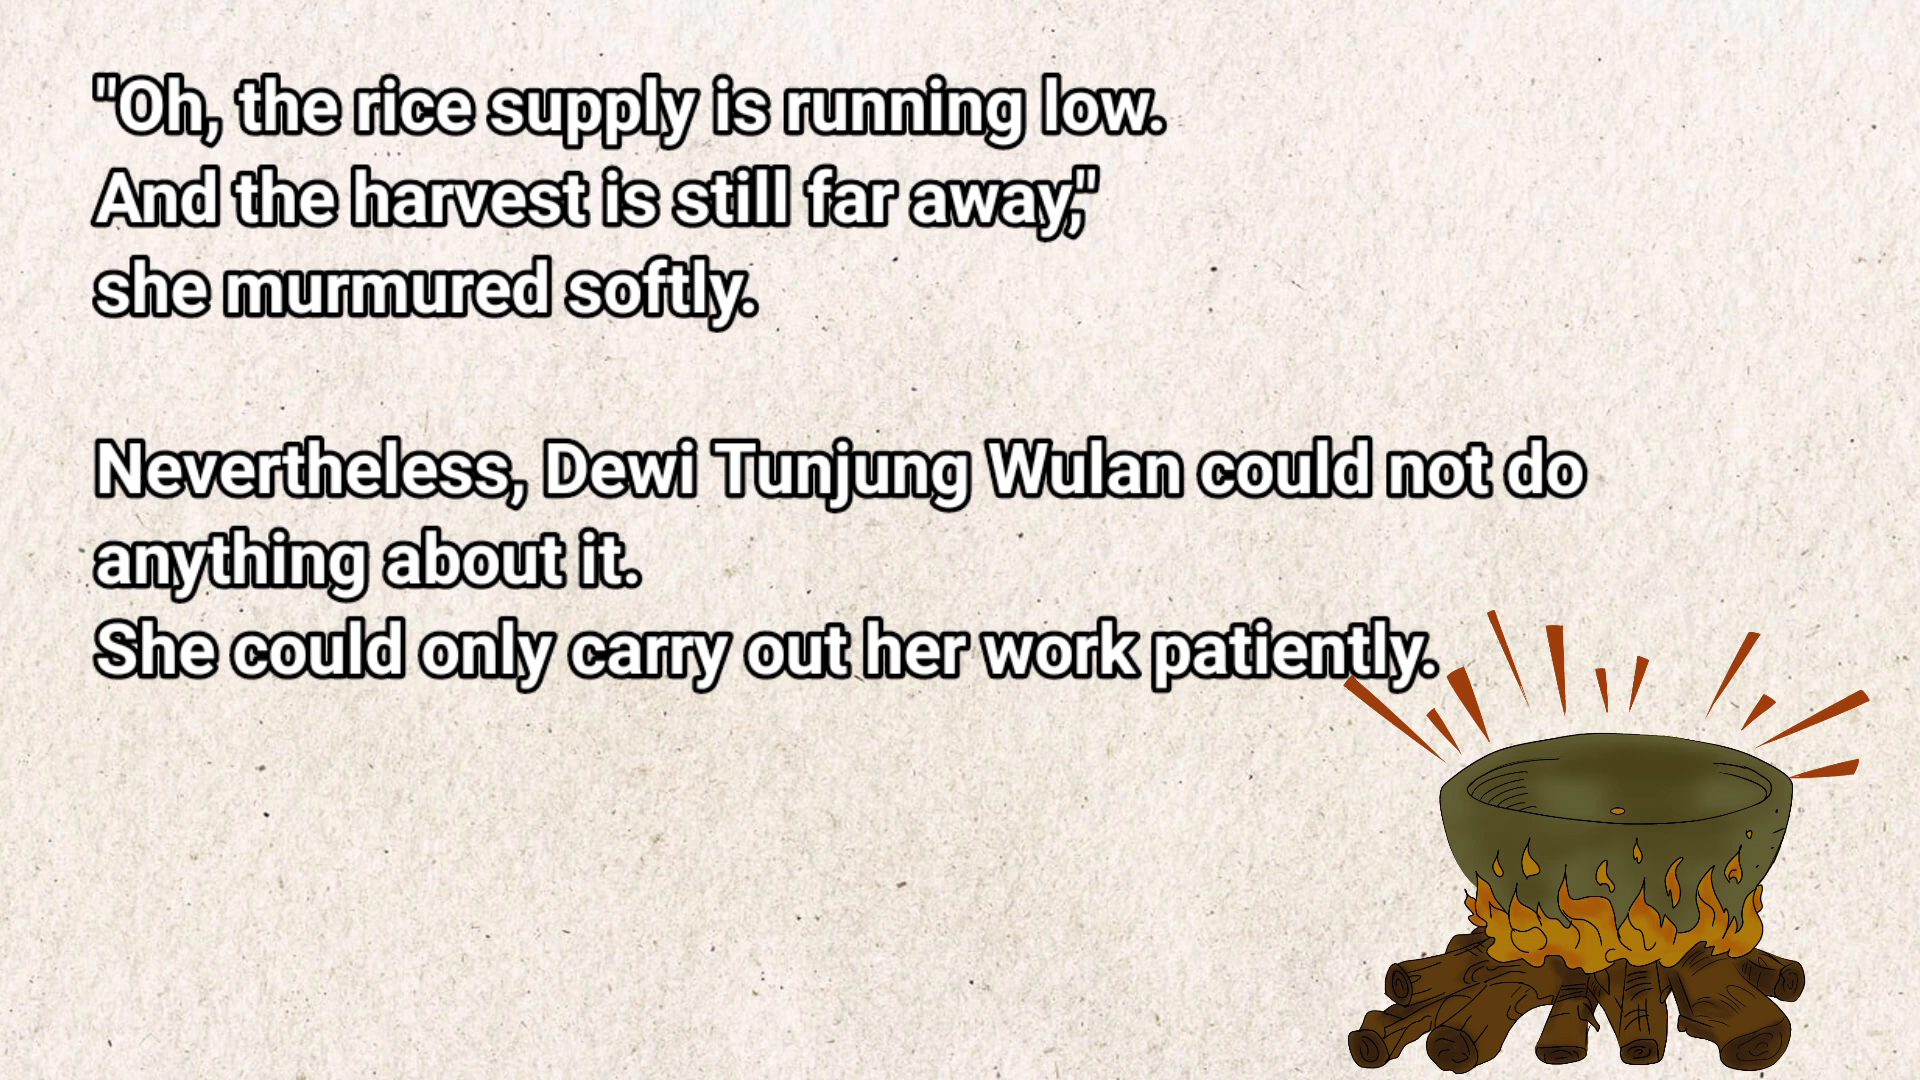 "Oh, the rice supply is running low.
And the harvest is still far away,"
she murmured softly.
Nevertheless, Dewi Tunjung Wulan could not do
anything about it.
She could only carry out her work patiently.